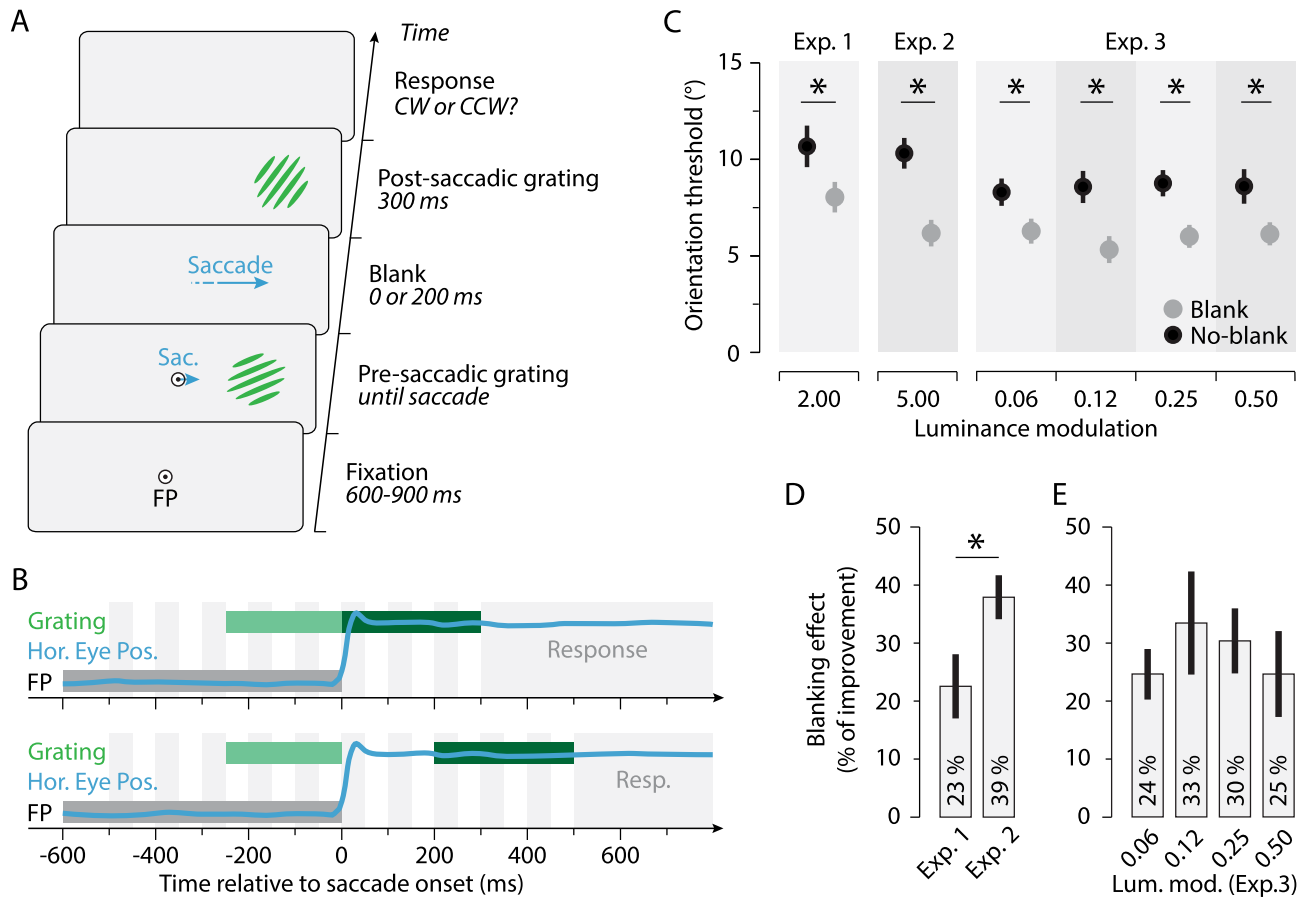 A
Time
Response
CW or CCW?
Post-saccadic grating
300 ms
Saccade
Blank
0 or 200 ms
Sac.
Pre-saccadic grating
until saccade
FP
Fixation
600-900 ms
B
Grating
Hor. Eye Pos.
FP
Response
Grating
Hor. Eye Pos.
FP
Resp.
-600 -400 -200 0 200 400 600
Time relative to saccade onset (ms)
C
Exp. 1 Exp. 2 Exp. 3
* * * * * *
15
10
5
0
Orientation threshold (°)
Blank
No-blank
2.00 5.00 0.06 0.12 0.25 0.50
Luminance modulation
D
50
40
30
20
10
0
Blanking effect
(% of improvement)
*
23 % 39 %
Exp. 1 Exp. 2
E
50
40
30
20
10
0
24 % 33 % 30 % 25 %
0.06 0.12 0.25 0.50
Lum. mod. (Exp.3)